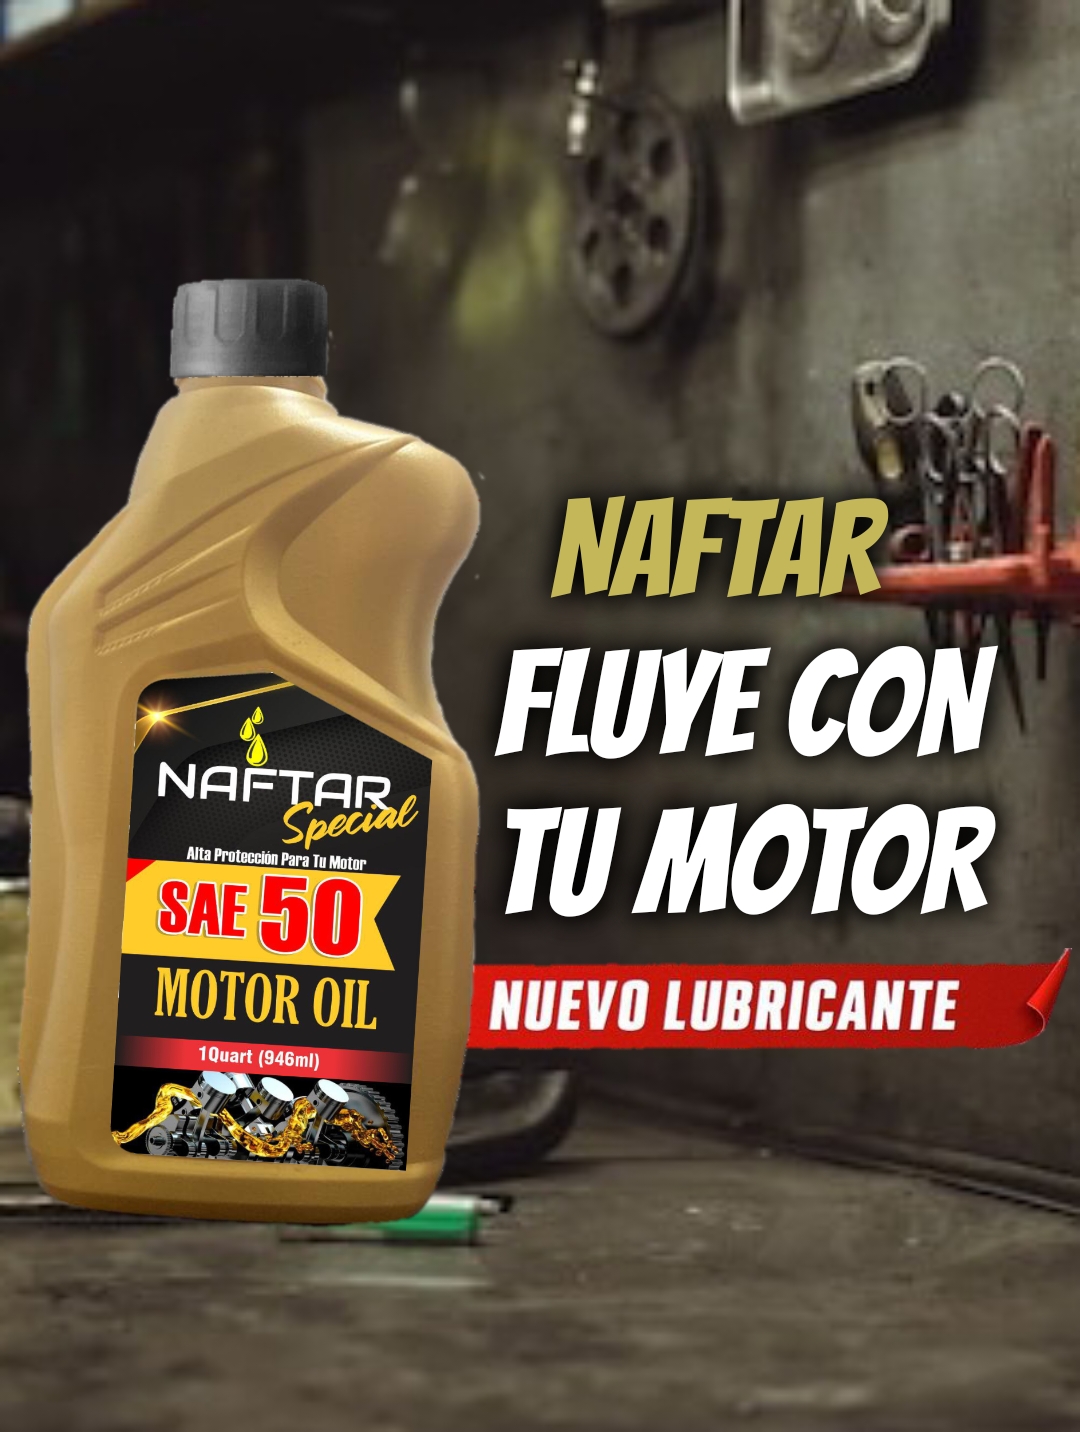 NAFTAR
FLUYE CON
TU MOTOR
NUEVO LUBRICANTE
NAFTAR
Special
Alta Protección Para Tu Motor
SAE 50
MOTOR OIL
1Quart (946ml)